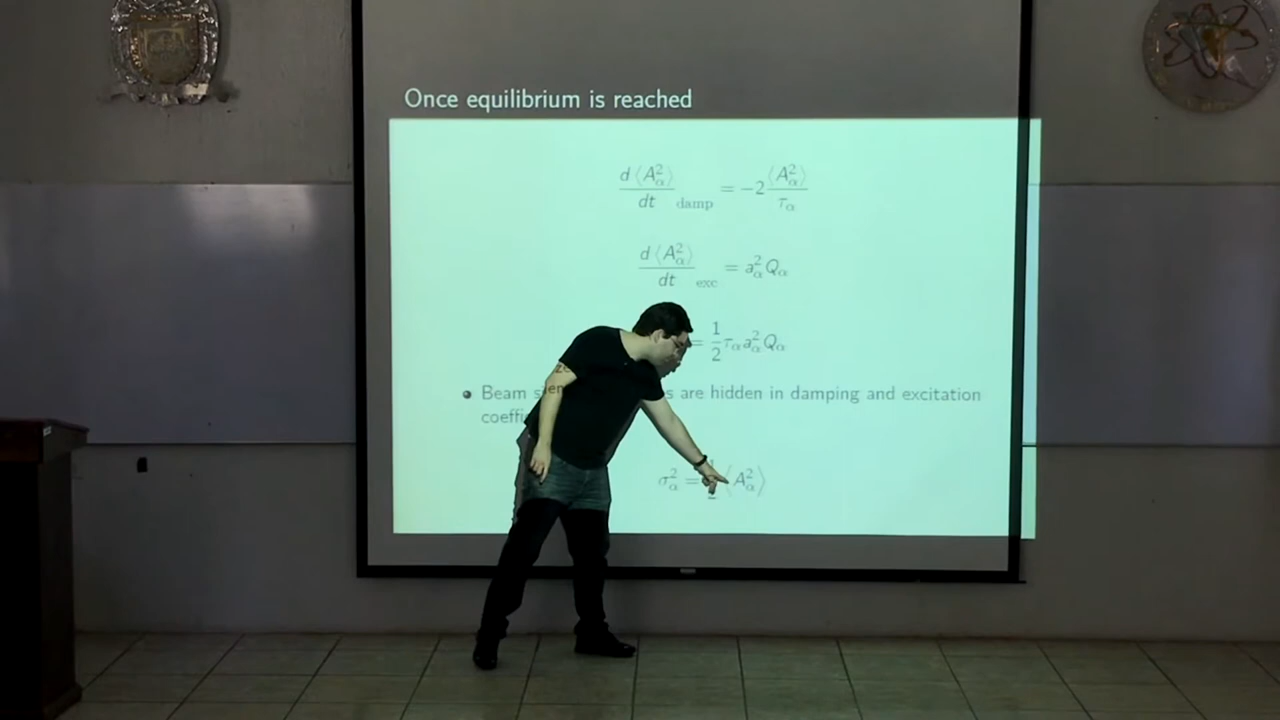 Once equilibrium is reached
d⟨A²_α⟩/dt damp = −2 ⟨A²_α⟩/τ_α
d⟨A²_α⟩/dt exc = a²_α Q_α
= 1/2 τ_α a²_α Q_α
• Beam are hidden in damping and excitation
σ²_α = ⟨A²_α⟩